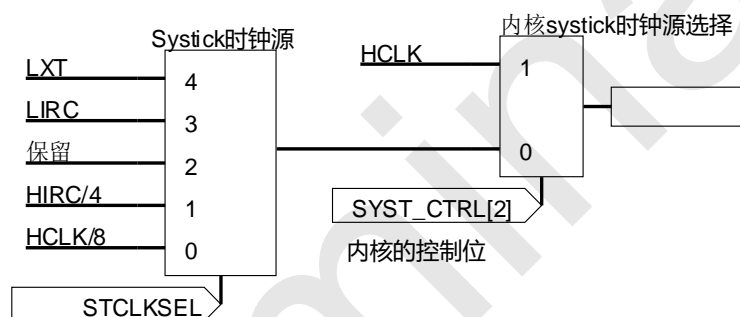 Systick时钟源
内核systick时钟源选择
LXT
4
LIRC
3
保留
2
HIRC/4
1
HCLK/8
0
STCLKSEL
HCLK
1
0
SYST_CTRL[2]
内核的控制位